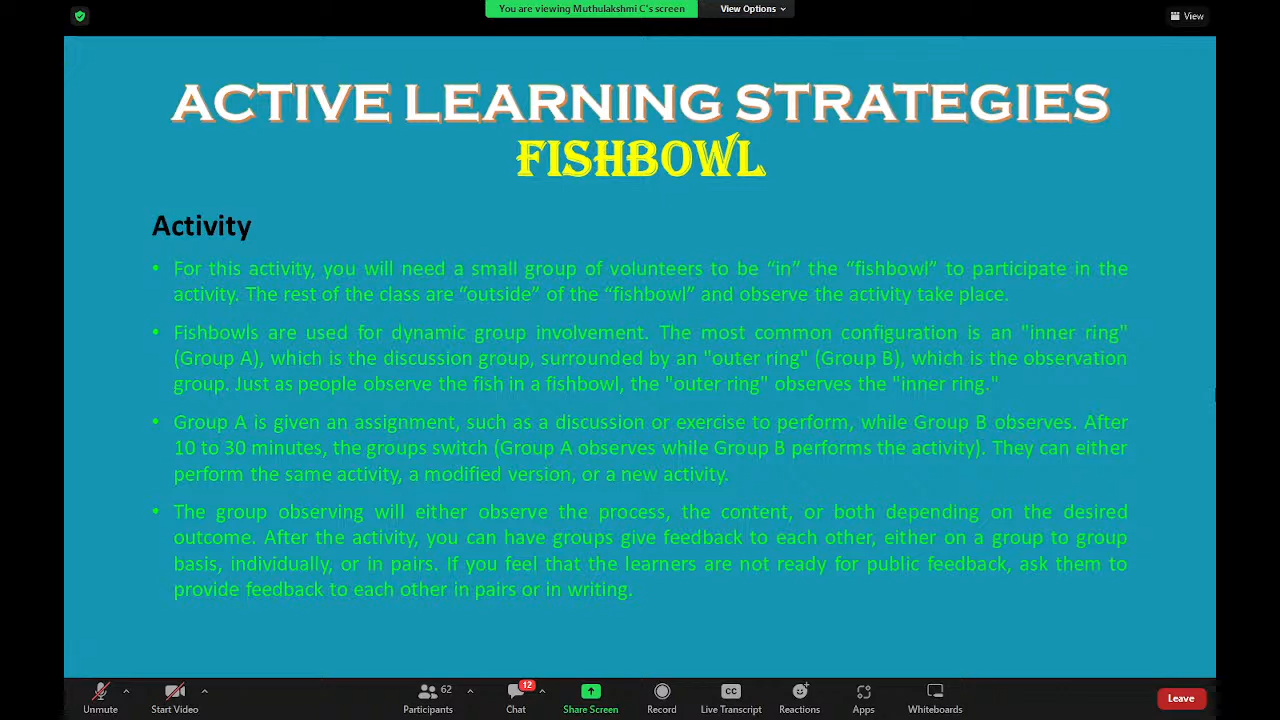 You are viewing Muthulakshmi C's screen
View Options
View
ACTIVE LEARNING STRATEGIES
FISHBOWL
Activity
• For this activity, you will need a small group of volunteers to be “in” the “fishbowl” to participate in the
activity. The rest of the class are “outside” of the “fishbowl” and observe the activity take place.
• Fishbowls are used for dynamic group involvement. The most common configuration is an "inner ring"
(Group A), which is the discussion group, surrounded by an "outer ring" (Group B), which is the observation
group. Just as people observe the fish in a fishbowl, the "outer ring" observes the "inner ring."
• Group A is given an assignment, such as a discussion or exercise to perform, while Group B observes. After
10 to 30 minutes, the groups switch (Group A observes while Group B performs the activity). They can either
perform the same activity, a modified version, or a new activity.
• The group observing will either observe the process, the content, or both depending on the desired
outcome. After the activity, you can have groups give feedback to each other, either on a group to group
basis, individually, or in pairs. If you feel that the learners are not ready for public feedback, ask them to
provide feedback to each other in pairs or in writing.
62
12
CC
Unmute
Start Video
Participants
Chat
Share Screen
Record
Live Transcript
Reactions
Apps
Whiteboards
Leave